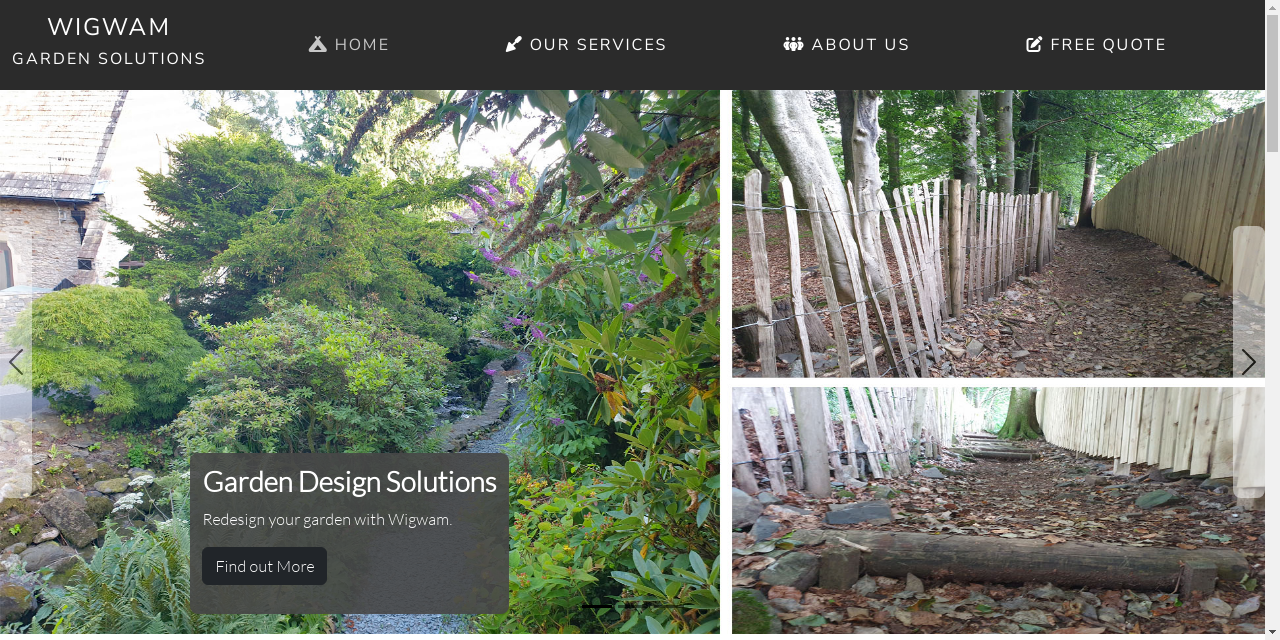 WIGWAM
GARDEN SOLUTIONS
HOME
OUR SERVICES
ABOUT US
FREE QUOTE
Garden Design Solutions
Redesign your garden with Wigwam.
Find out More